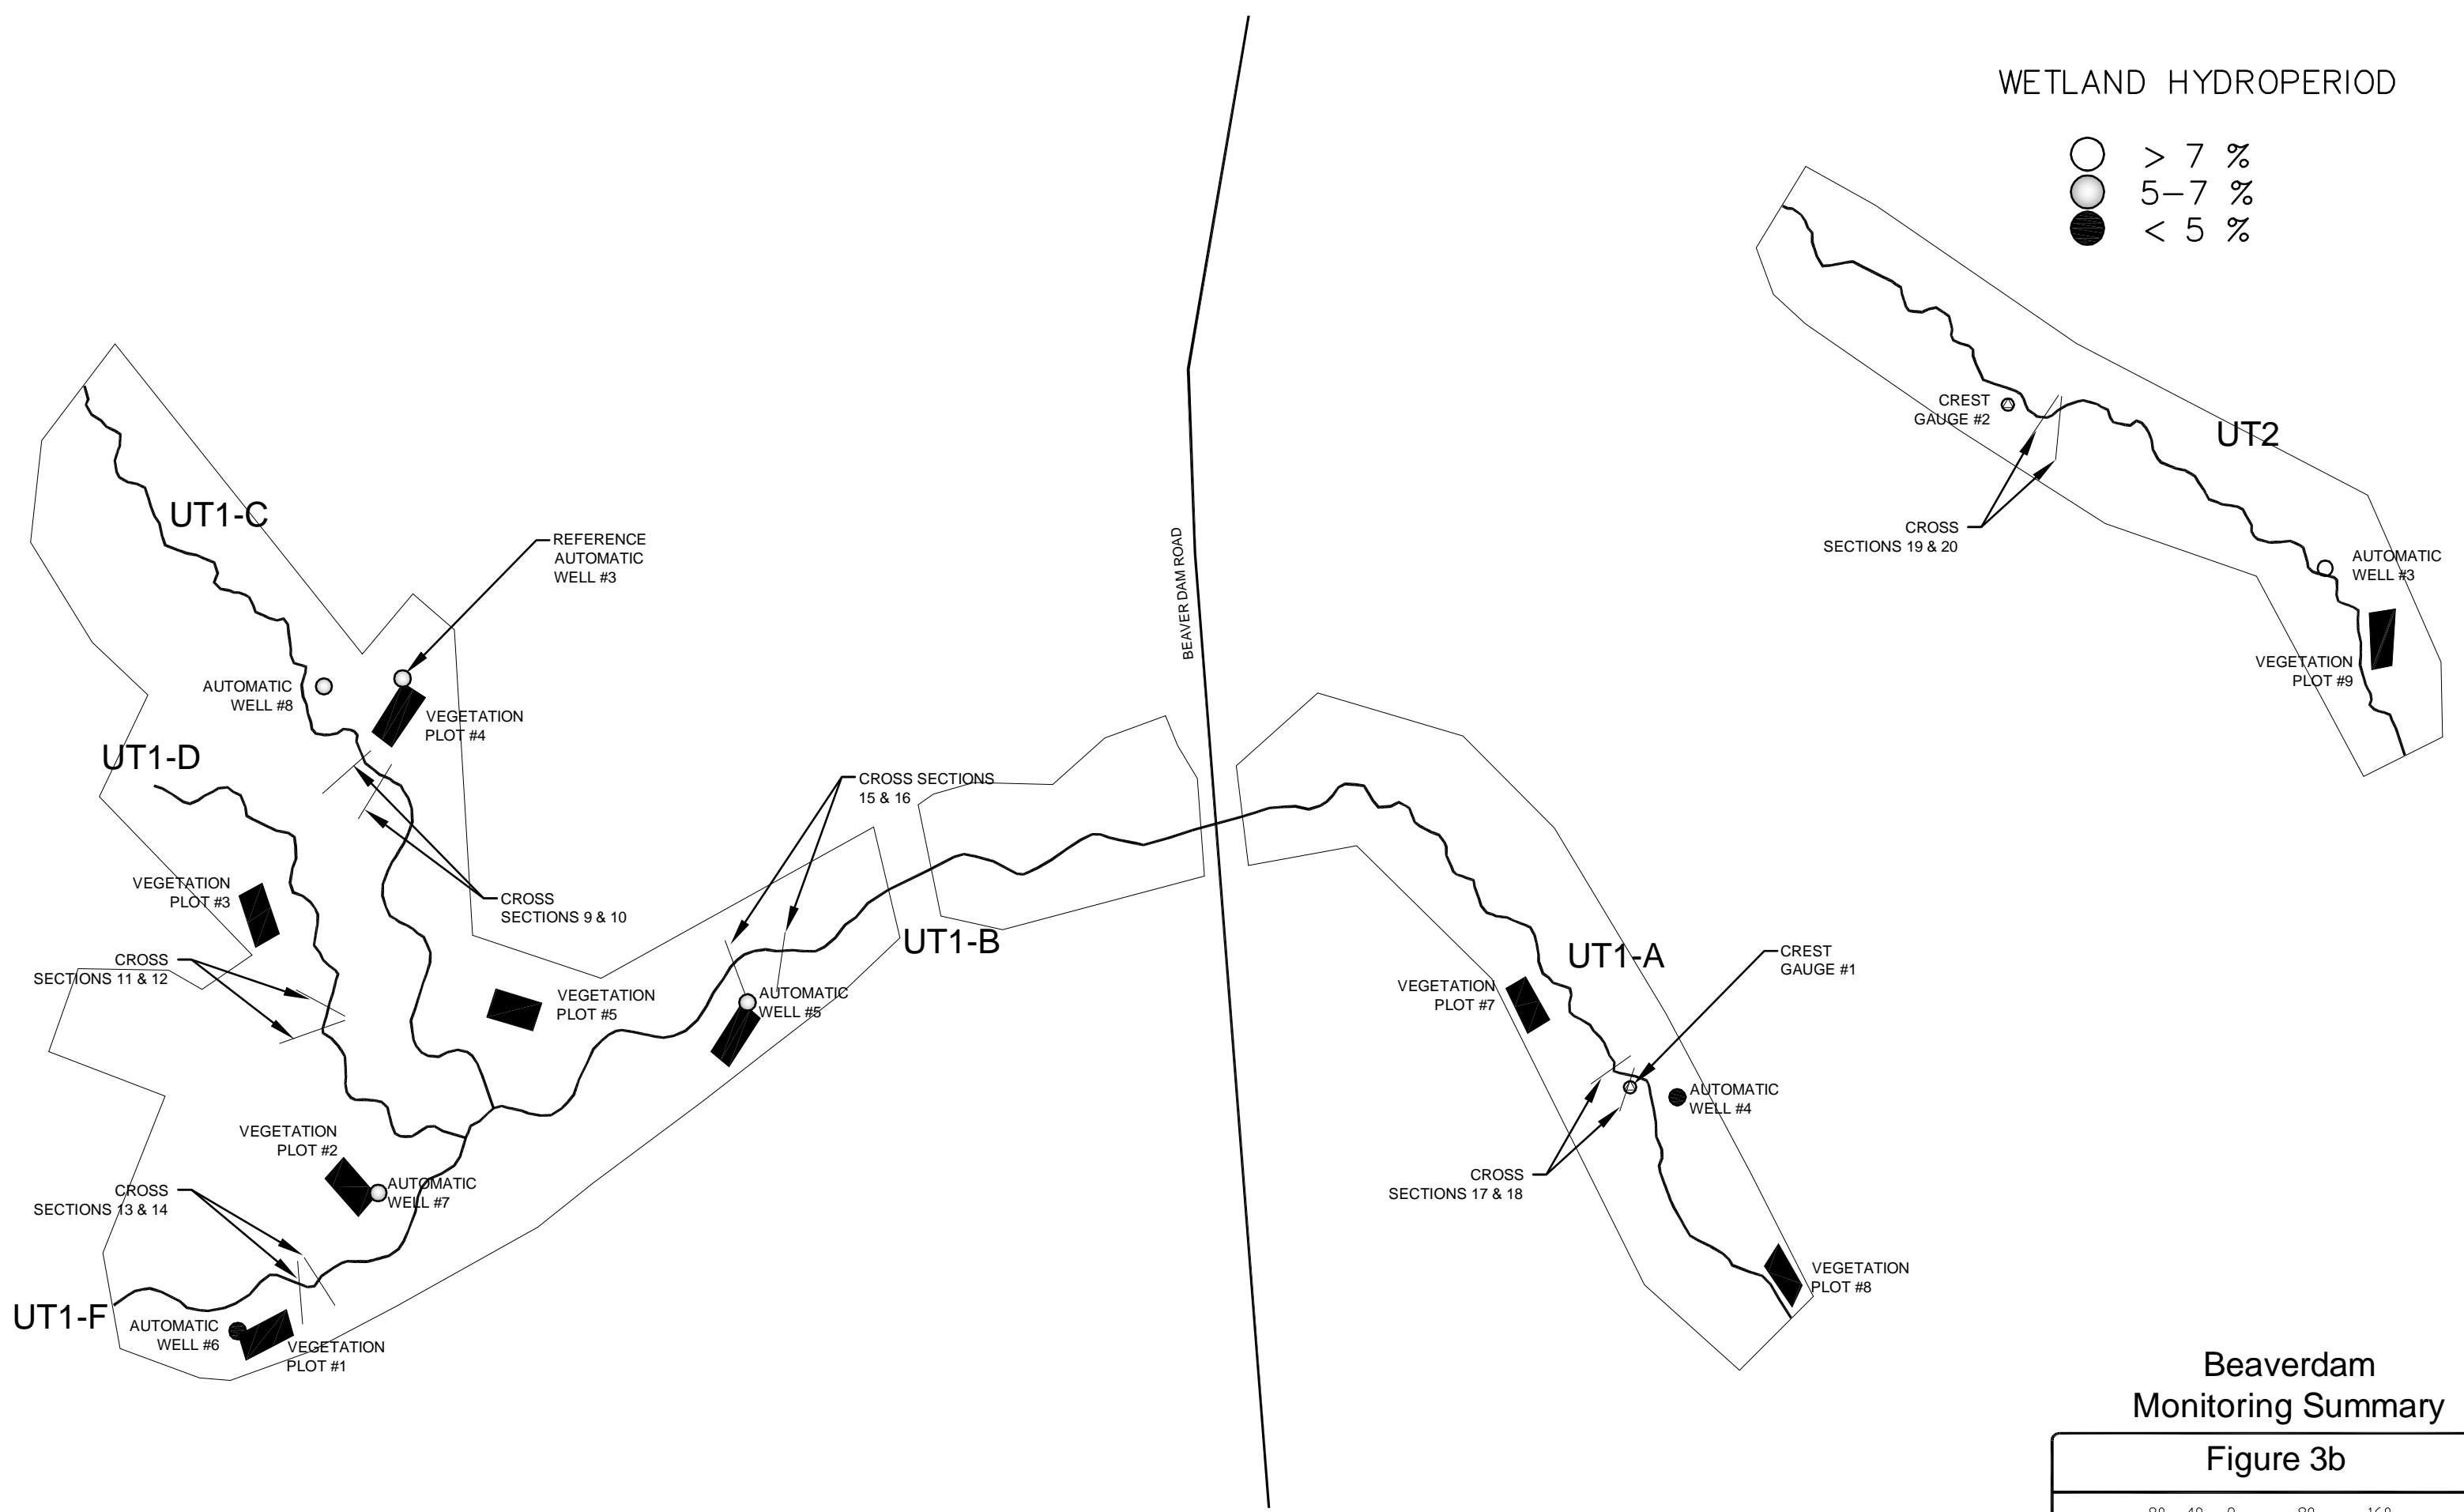 WETLAND HYDROPERIOD
> 7 %
5-7 %
< 5 %
CREST
GAUGE #2
UT2
CROSS
SECTIONS 19 & 20
AUTOMATIC
WELL #3
VEGETATION
PLOT #9
UT1-C
REFERENCE
AUTOMATIC
WELL #3
BEAVER DAM ROAD
AUTOMATIC
WELL #8
VEGETATION
PLOT #4
UT1-D
CROSS SECTIONS
15 & 16
VEGETATION
PLOT #3
CROSS
SECTIONS 9 & 10
UT1-B
CROSS
SECTIONS 11 & 12
VEGETATION
PLOT #5
AUTOMATIC
WELL #5
UT1-A
CREST
GAUGE #1
VEGETATION
PLOT #7
AUTOMATIC
WELL #4
VEGETATION
PLOT #2
AUTOMATIC
WELL #7
CROSS
SECTIONS 13 & 14
CROSS
SECTIONS 17 & 18
VEGETATION
PLOT #8
UT1-F
AUTOMATIC
WELL #6
VEGETATION
PLOT #1
Beaverdam
Monitoring Summary
Figure 3b